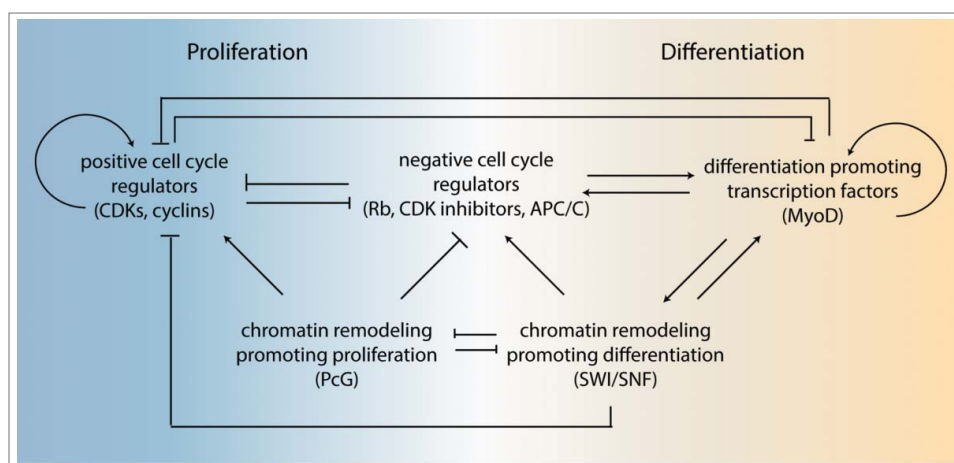 Proliferation
Differentiation
positive cell cycle
regulators
(CDKs, cyclins)
negative cell cycle
regulators
(Rb, CDK inhibitors, APC/C)
differentiation promoting
transcription factors
(MyoD)
chromatin remodeling
promoting proliferation
(PcG)
chromatin remodeling
promoting differentiation
(SWI/SNF)